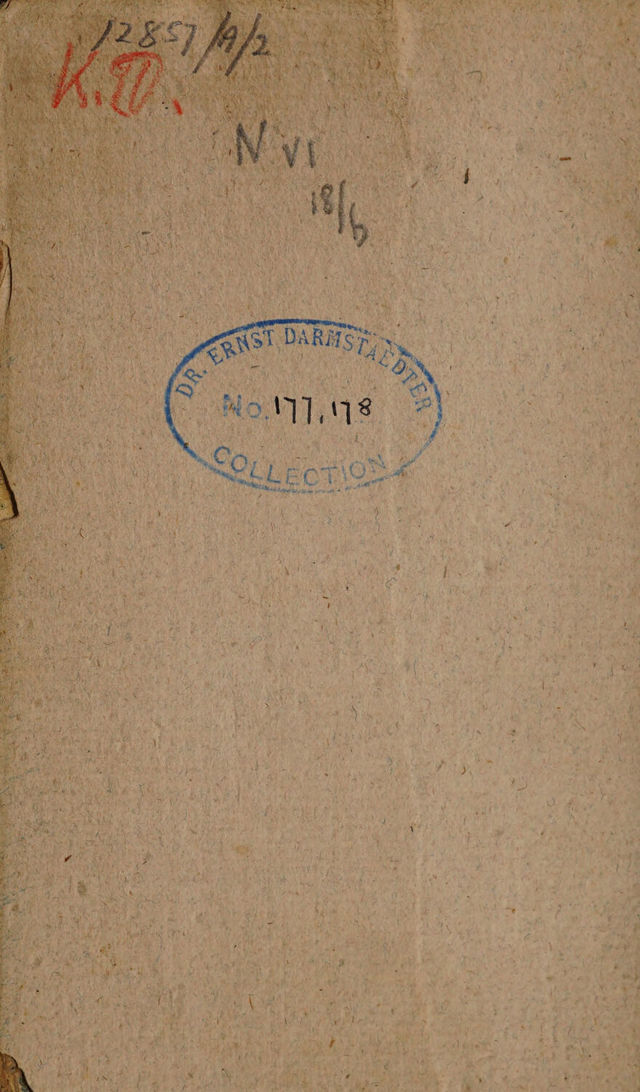 12857/A/2
K.D.
N VI
18/b
DR. ERNST DARMSTAEDTER
No. 177, 178
COLLECTION